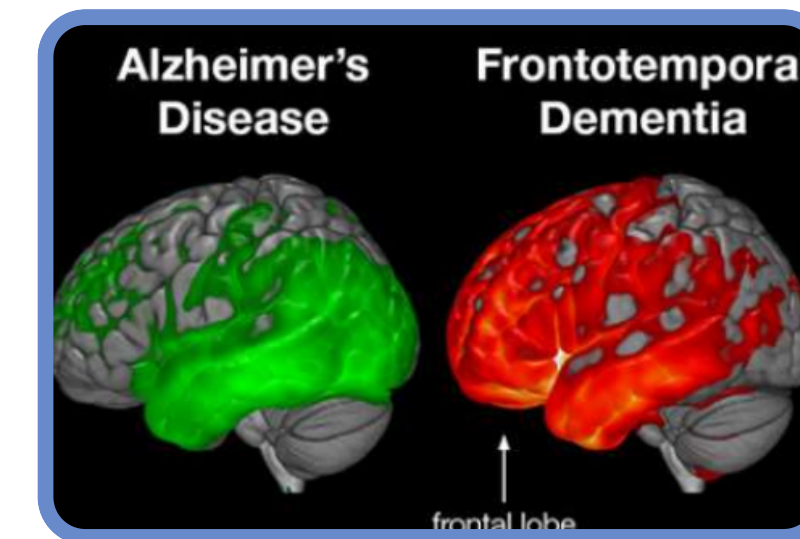 Alzheimer's
Disease
Frontotempora
Dementia
frontal lobe